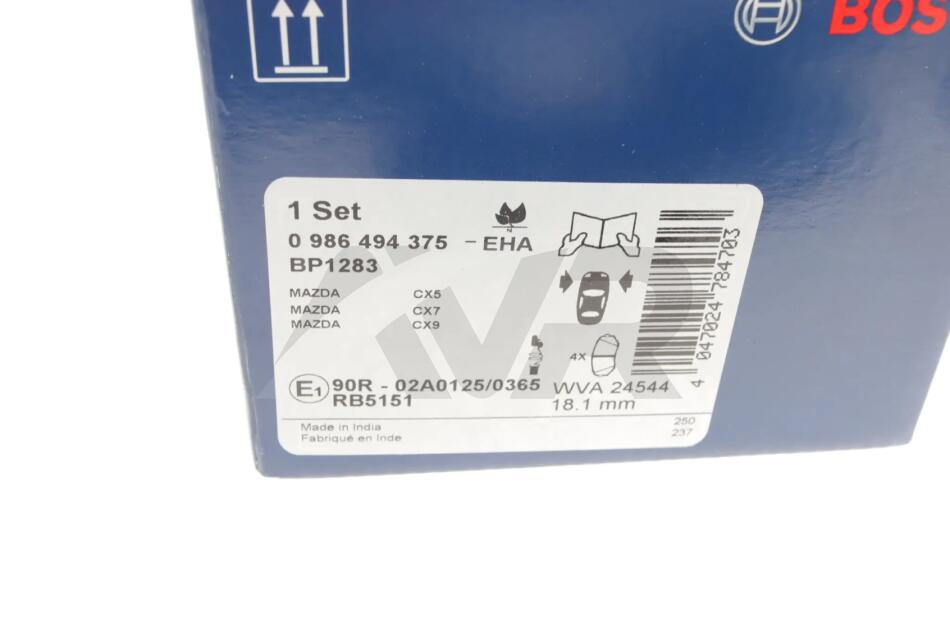 BOS
1 Set
0 986 494 375 - EHA
BP1283
MAZDA CX5
MAZDA CX7
MAZDA CX9
4X
E1 90R - 02A0125/0365
RB5151
WVA 24544
18.1 mm
Made in India
Fabriqué en Inde
250
237
4 047024 784703
AVR